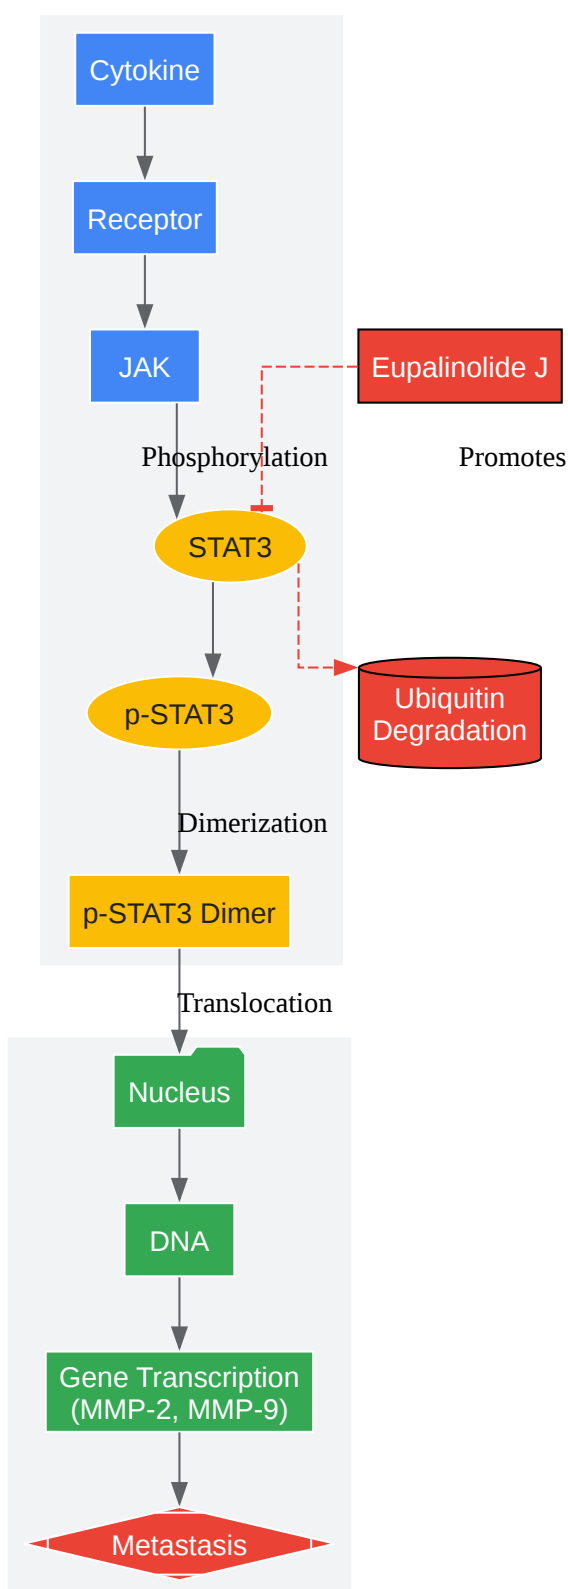 Cytokine
Receptor
JAK
Eupalinolide J
Phosphorylation
Promotes
STAT3
p-STAT3
Ubiquitin
Degradation
Dimerization
p-STAT3 Dimer
Translocation
Nucleus
DNA
Gene Transcription
(MMP-2, MMP-9)
Metastasis